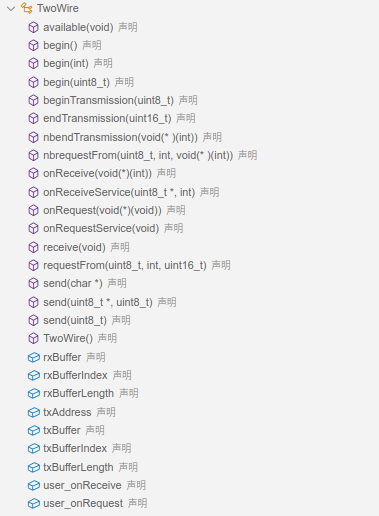 TwoWire
available(void) 声明
begin() 声明
begin(int) 声明
begin(uint8_t) 声明
beginTransmission(uint8_t) 声明
endTransmission(uint16_t) 声明
nbendTransmission(void(* )(int)) 声明
nbrequestFrom(uint8_t, int, void(* )(int)) 声明
onReceive(void(*)(int)) 声明
onReceiveService(uint8_t *, int) 声明
onRequest(void(*)(void)) 声明
onRequestService(void) 声明
receive(void) 声明
requestFrom(uint8_t, int, uint16_t) 声明
send(char *) 声明
send(uint8_t *, uint8_t) 声明
send(uint8_t) 声明
TwoWire() 声明
rxBuffer 声明
rxBufferIndex 声明
rxBufferLength 声明
txAddress 声明
txBuffer 声明
txBufferIndex 声明
txBufferLength 声明
user_onReceive 声明
user_onRequest 声明